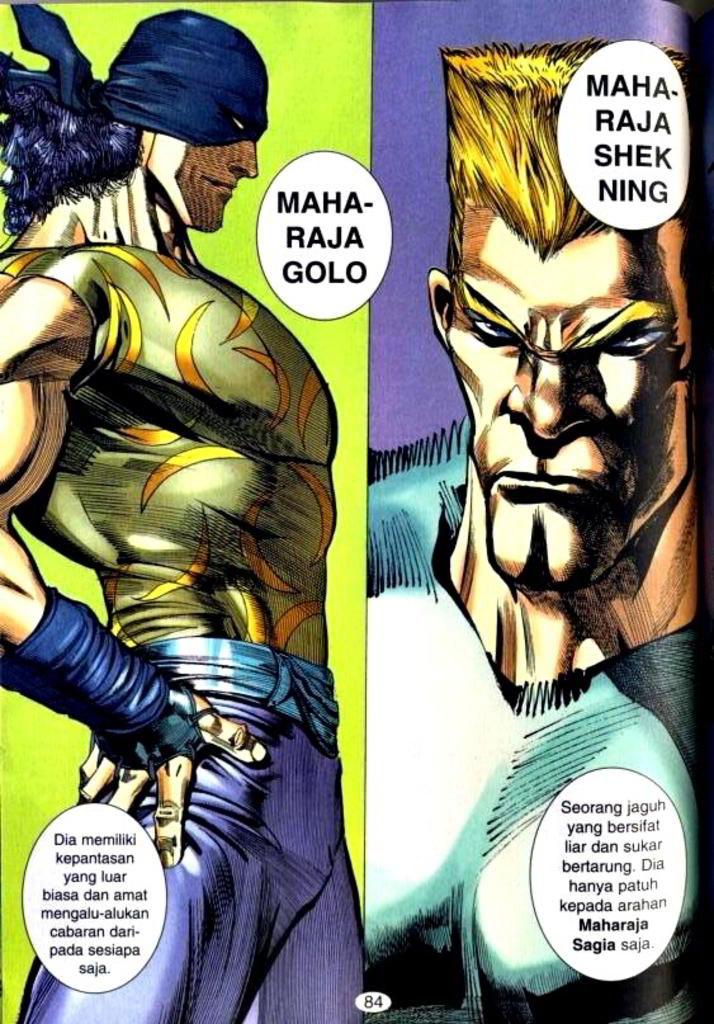 MAHA-
RAJA
GOLO
Dia memiliki
kepantasan
yang luar
biasa dan amat
mengalu-alukan
cabaran dari-
pada sesiapa
saja.
MAHA-
RAJA
SHEK
NING
Seorang jaguh
yang bersifat
liar dan sukar
bertarung. Dia
hanya patuh
kepada arahan
Maharaja
Sagia saja.
84